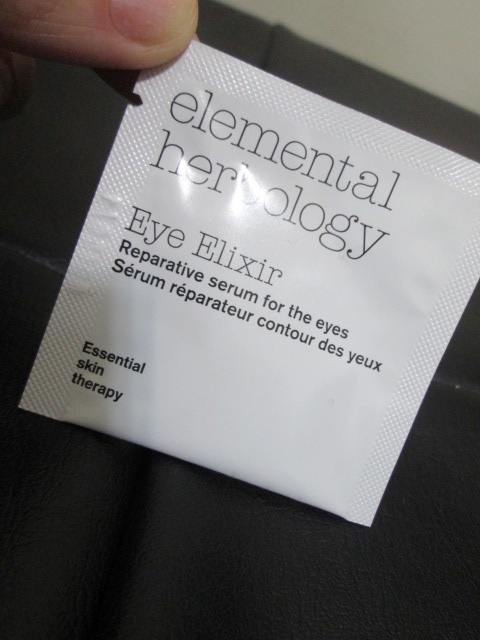 elemental
herbology
Eye Elixir
Reparative serum for the eyes
Sérum réparateur contour des yeux
Essential
skin
therapy